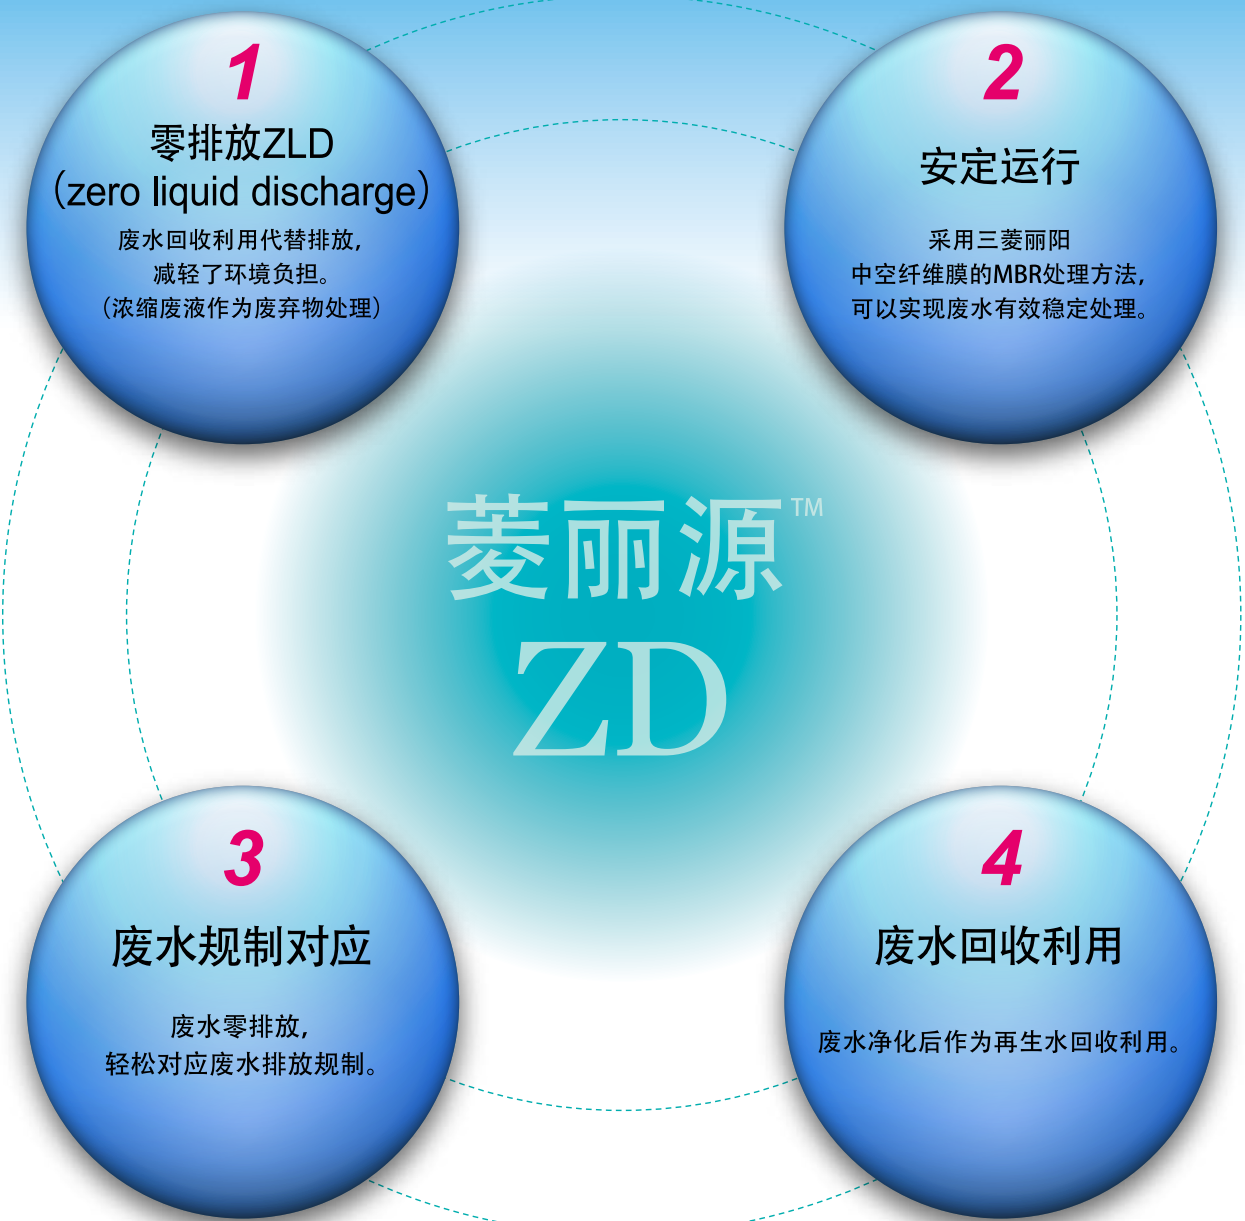 1
零排放ZLD
（zero liquid discharge）
废水回收利用代替排放,
减轻了环境负担。
（浓缩废液作为废弃物处理）
2
安定运行
采用三菱丽阳
中空纤维膜的MBR处理方法,
可以实现废水有效稳定处理。
菱丽源™
ZD
3
废水规制对应
废水零排放,
轻松对应废水排放规制。
4
废水回收利用
废水净化后作为再生水回收利用。